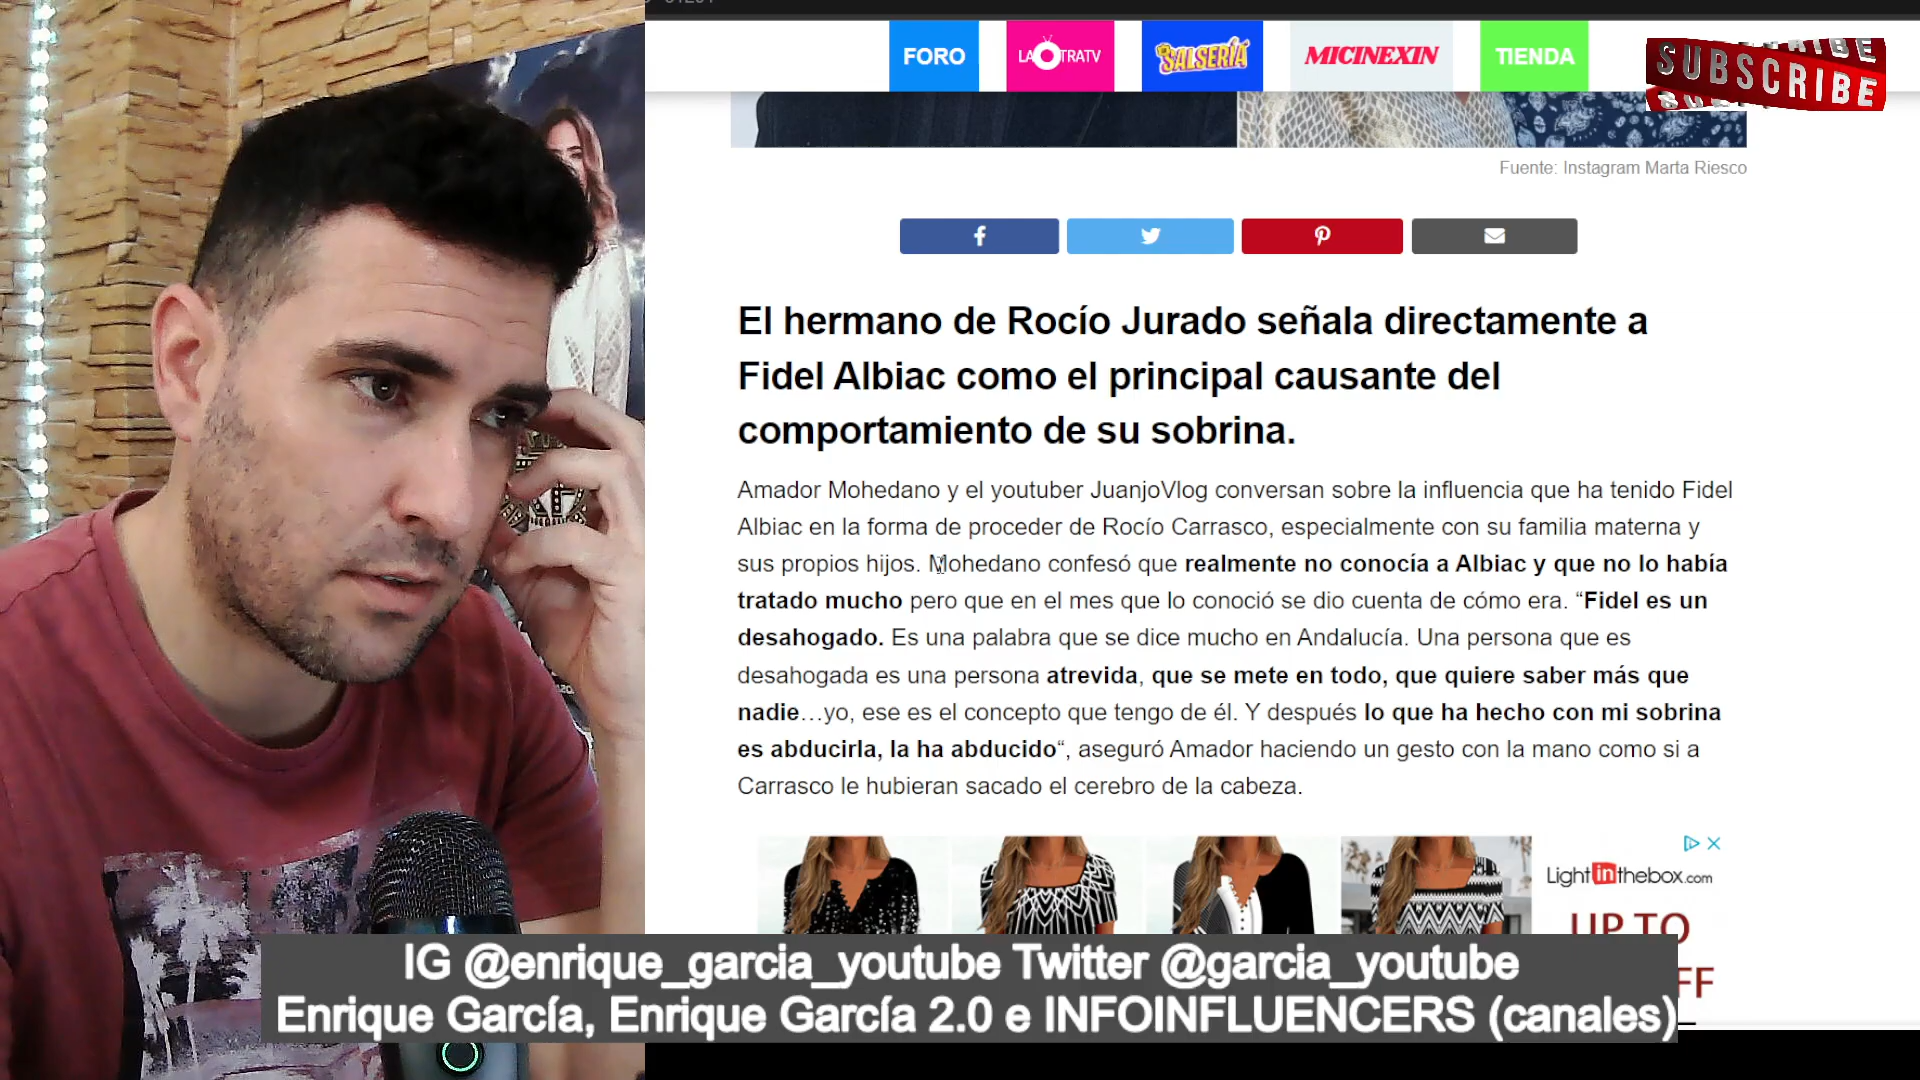 FORO
LA OTRATV
SALSERÍA
MICINEXIN
TIENDA
SUBSCRIBE
Fuente: Instagram Marta Riesco
El hermano de Rocío Jurado señala directamente a
Fidel Albiac como el principal causante del
comportamiento de su sobrina.
Amador Mohedano y el youtuber JuanjoVlog conversan sobre la influencia que ha tenido Fidel
Albiac en la forma de proceder de Rocío Carrasco, especialmente con su familia materna y
sus propios hijos. Mohedano confesó que realmente no conocía a Albiac y que no lo había
tratado mucho pero que en el mes que lo conoció se dio cuenta de cómo era. “Fidel es un
desahogado. Es una palabra que se dice mucho en Andalucía. Una persona que es
desahogada es una persona atrevida, que se mete en todo, que quiere saber más que
nadie…yo, ese es el concepto que tengo de él. Y después lo que ha hecho con mi sobrina
es abducirla, la ha abducido“, aseguró Amador haciendo un gesto con la mano como si a
Carrasco le hubieran sacado el cerebro de la cabeza.
Lightinthebox.com
UP TO
IG @enrique_garcia_youtube Twitter @garcia_youtube
Enrique García, Enrique García 2.0 e INFOINFLUENCERS (canales)